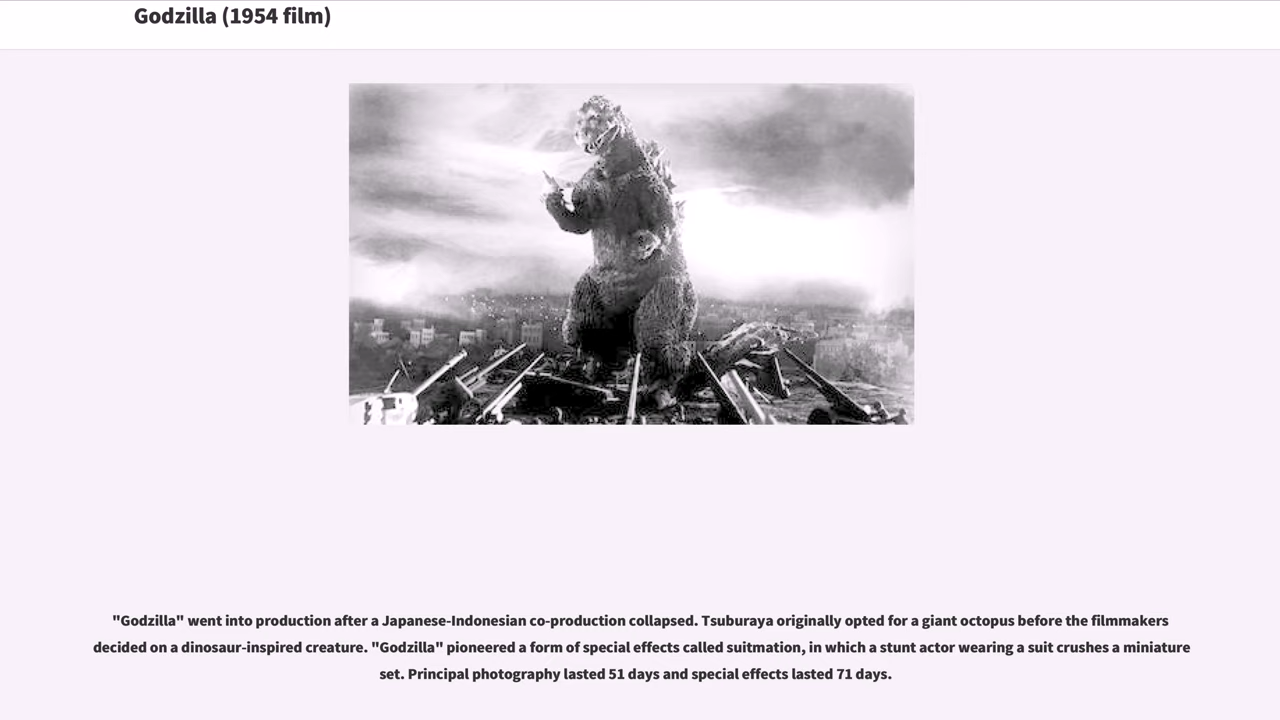 Godzilla (1954 film)
"Godzilla" went into production after a Japanese-Indonesian co-production collapsed. Tsuburaya originally opted for a giant octopus before the filmmakers
decided on a dinosaur-inspired creature. "Godzilla" pioneered a form of special effects called suitmation, in which a stunt actor wearing a suit crushes a miniature
set. Principal photography lasted 51 days and special effects lasted 71 days.